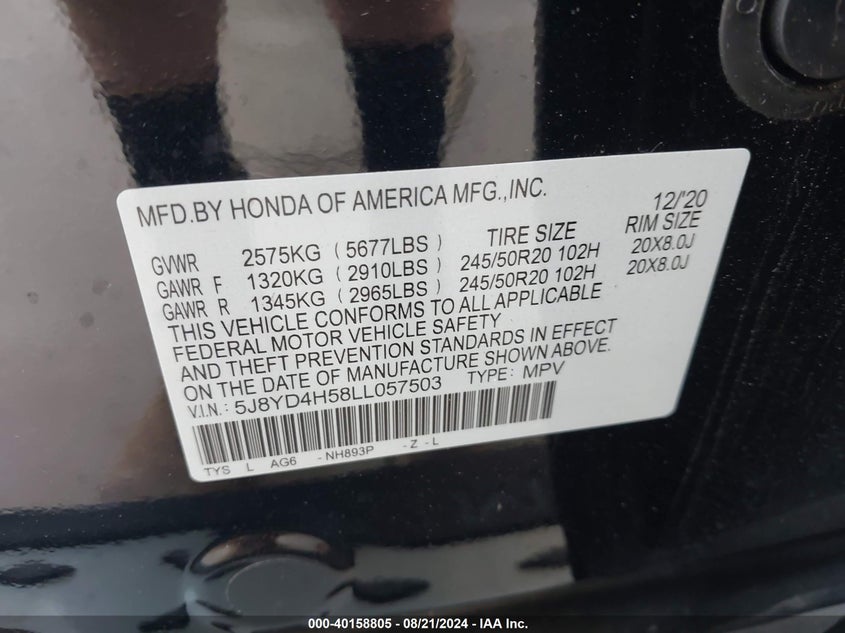 MFD.BY HONDA OF AMERICA MFG.,INC. 12/'20
GVWR 2575KG (5677LBS) TIRE SIZE RIM SIZE
GAWR F 1320KG (2910LBS) 245/50R20 102H 20X8.0J
GAWR R 1345KG (2965LBS) 245/50R20 102H 20X8.0J
THIS VEHICLE CONFORMS TO ALL APPLICABLE
FEDERAL MOTOR VEHICLE SAFETY
AND THEFT PREVENTION STANDARDS IN EFFECT
ON THE DATE OF MANUFACTURE SHOWN ABOVE.
V.I.N.: 5J8YD4H58LL057503 TYPE: MPV
TYS L AG6 -NH893P -Z-L
000-40158805 - 08/21/2024 - IAA Inc.